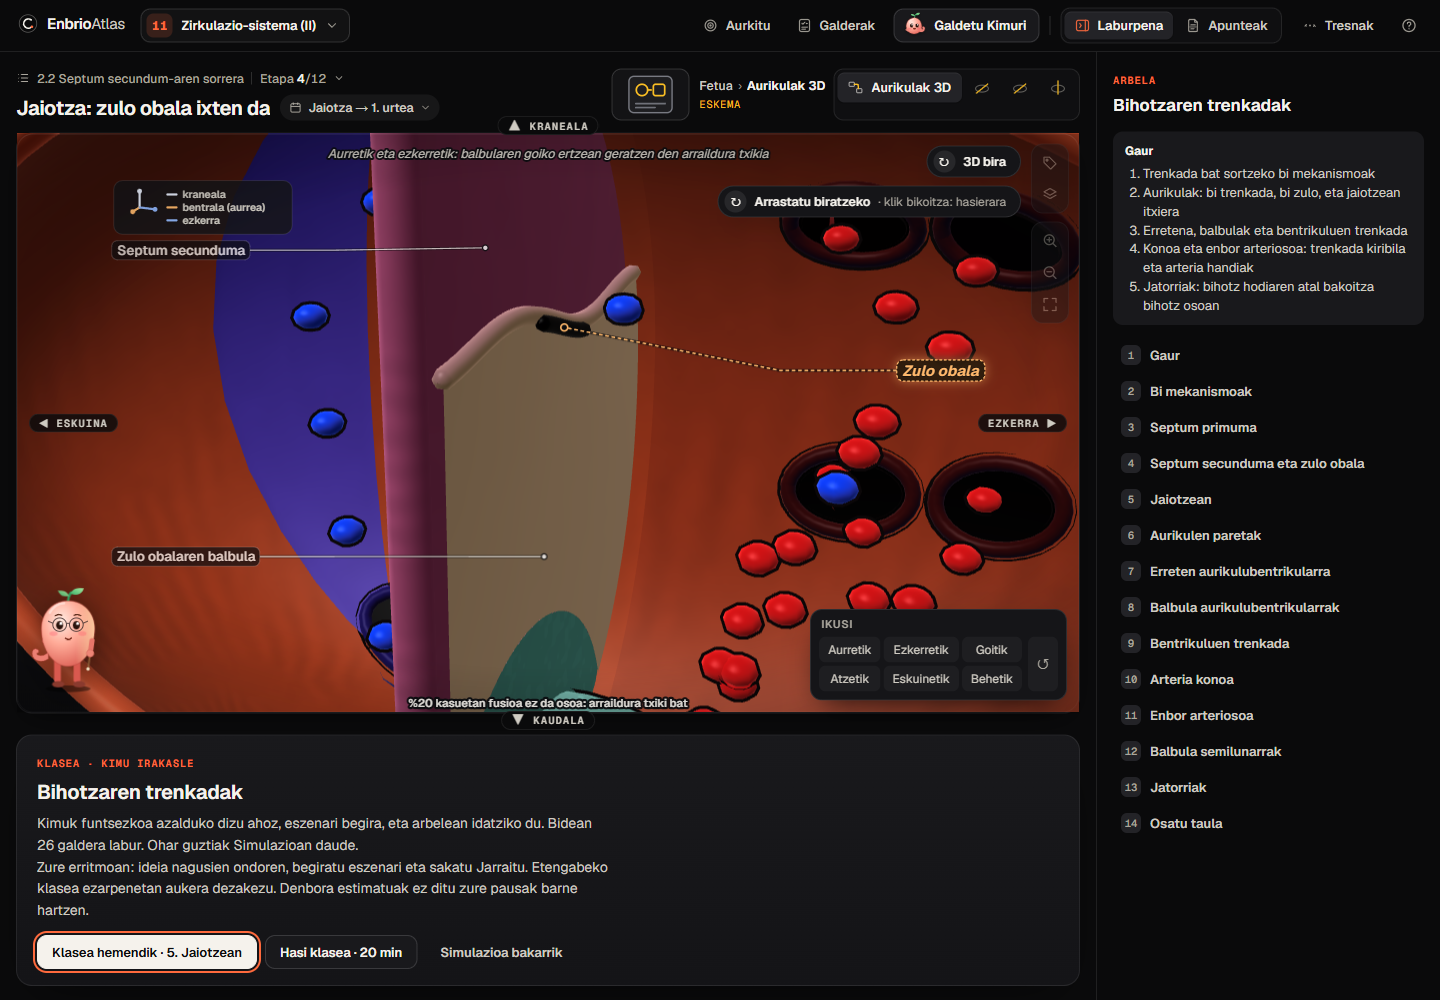 EnbrioAtlas
11 Zirkulazio-sistema (II)
Aurkitu
Galderak
Galdetu Kimuri
Laburpena
Apunteak
Tresnak
2.2 Septum secundum-aren sorrera
Etapa 4/12
Jaiotza: zulo obala ixten da
Jaiotza → 1. urtea
Fetua › Aurikulak 3D
ESKEMA
Aurikulak 3D
▲ KRANEALA
Aurretik eta ezkerretik: balbularen goiko ertzean geratzen den arraildura txikia
3D bira
Arrastatu biratzeko · klik bikoitza: hasierara
kraneala
bentrala (aurrea)
ezkerra
Septum secunduma
Zulo obala
◀ ESKUINA
EZKERRA ▶
Zulo obalaren balbula
IKUSI
Aurretik
Ezkerretik
Goitik
Atzetik
Eskuinetik
Behetik
%20 kasuetan fusioa ez da osoa: arraildura txiki bat
▼ KAUDALA
KLASEA · KIMU IRAKASLE
Bihotzaren trenkadak
Kimuk funtsezkoa azalduko dizu ahoz, eszenari begira, eta arbelean idatziko du. Bidean
26 galdera labur. Ohar guztiak Simulazioan daude.
Zure erritmoan: ideia nagusien ondoren, begiratu eszenari eta sakatu Jarraitu. Etengabeko
klasea ezarpenetan aukera dezakezu. Denbora estimatuak ez ditu zure pausak barne
hartzen.
Klasea hemendik · 5. Jaiotzean
Hasi klasea · 20 min
Simulazioa bakarrik
ARBELA
Bihotzaren trenkadak
Gaur
1. Trenkada bat sortzeko bi mekanismoak
2. Aurikulak: bi trenkada, bi zulo, eta jaiotzean
itxiera
3. Erretena, balbulak eta bentrikuluen trenkada
4. Konoa eta enbor arteriosoa: trenkada kiribila
eta arteria handiak
5. Jatorriak: bihotz hodiaren atal bakoitza
bihotz osoan
1 Gaur
2 Bi mekanismoak
3 Septum primuma
4 Septum secunduma eta zulo obala
5 Jaiotzean
6 Aurikulen paretak
7 Erreten aurikulubentrikularra
8 Balbula aurikulubentrikularrak
9 Bentrikuluen trenkada
10 Arteria konoa
11 Enbor arteriosoa
12 Balbula semilunarrak
13 Jatorriak
14 Osatu taula